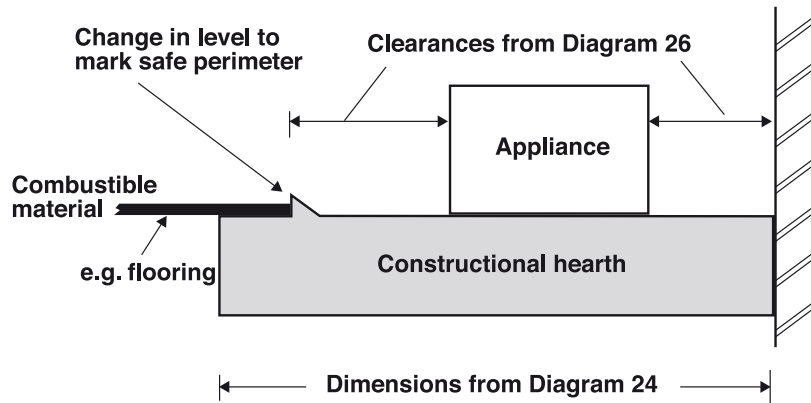 Change in level to
mark safe perimeter
Clearances from Diagram 26
Appliance
Combustible
material
e.g. flooring
Constructional hearth
Dimensions from Diagram 24